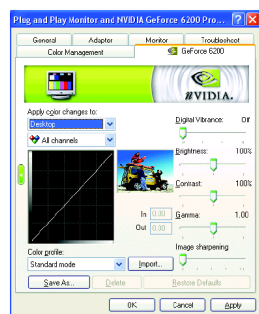 Plug and Play Monitor and NVIDIA GeForce 6200 Pro...
General
Adapter
Monitor
Troubleshoot
Color Management
GeForce 6200
NVIDIA.
Apply color changes to:
Desktop
All channels
Digital Vibrance: Off
Brightness: 100%
Contrast: 100%
In 0.00
Gamma: 1.00
Out 0.00
Image sharpening
Color profile:
Standard mode
Import...
Save As...
Delete
Restore Defaults
OK
Cancel
Apply